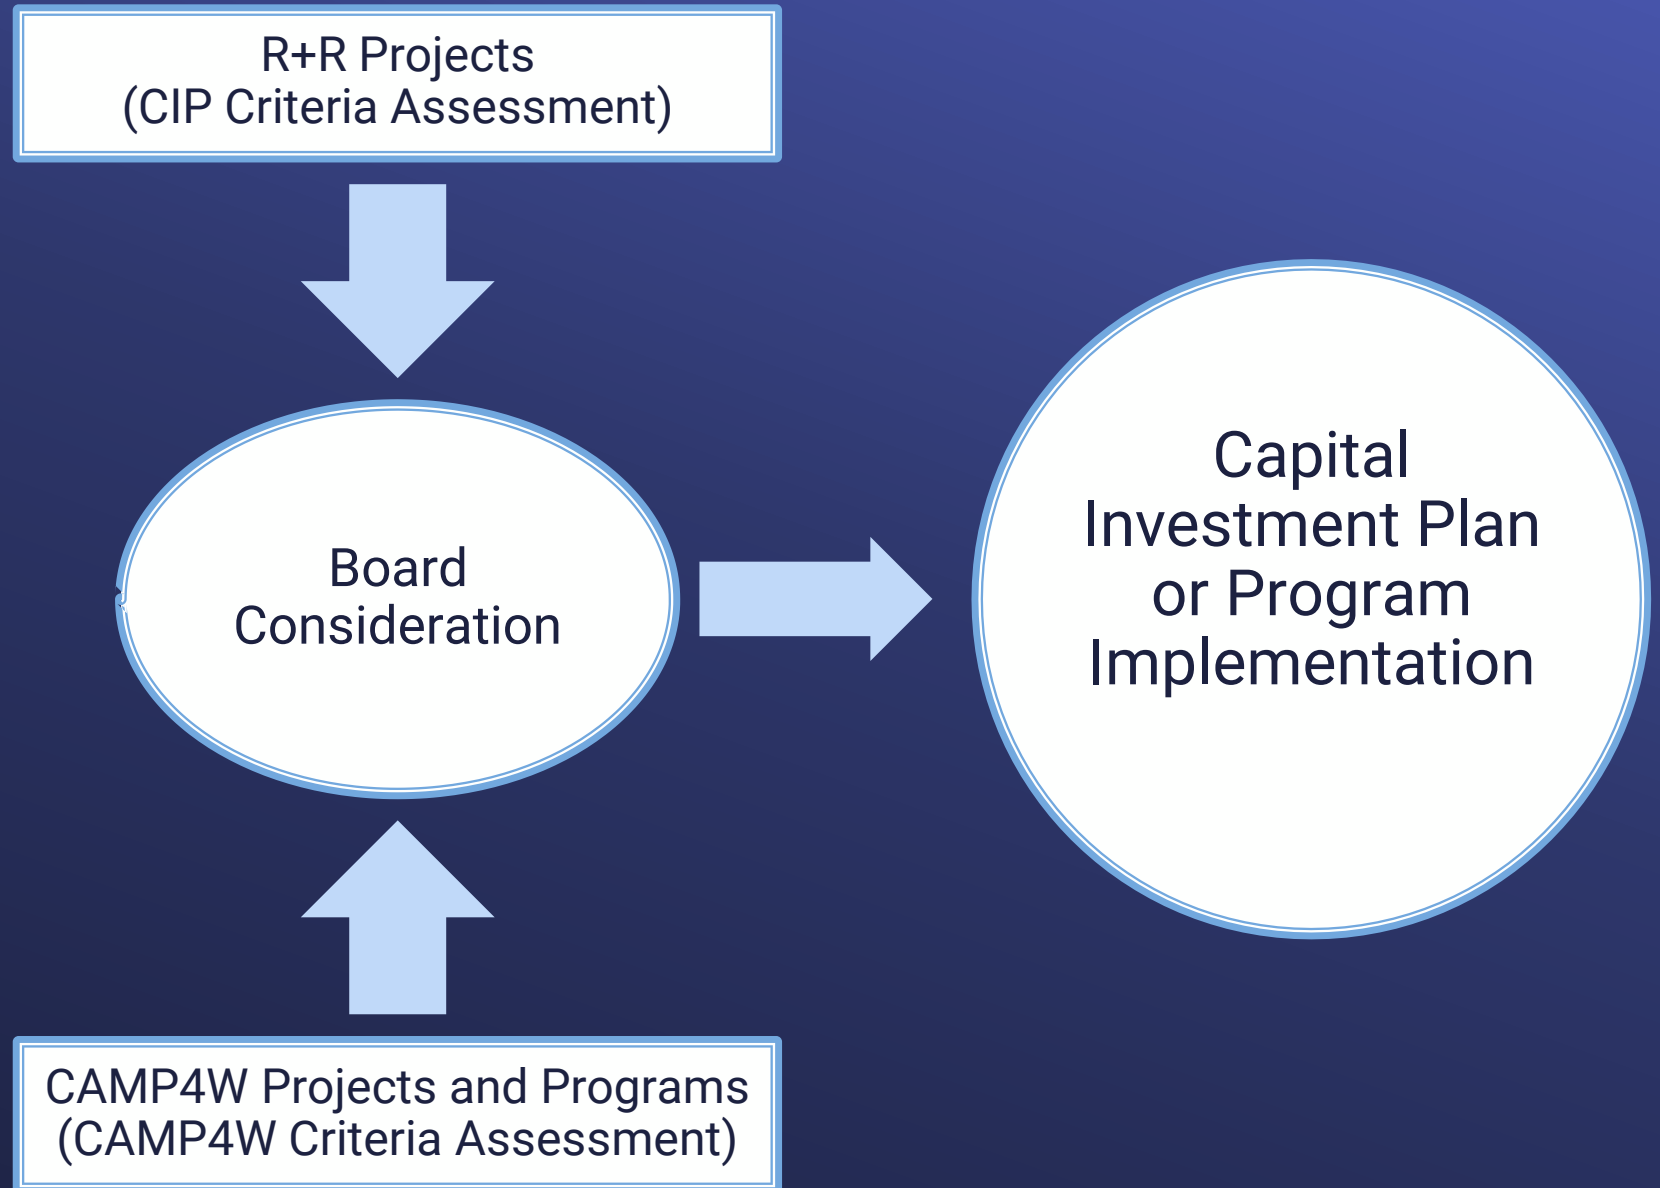 R+R Projects
(CIP Criteria Assessment)
Board
Consideration
Capital
Investment Plan
or Program
Implementation
CAMP4W Projects and Programs
(CAMP4W Criteria Assessment)